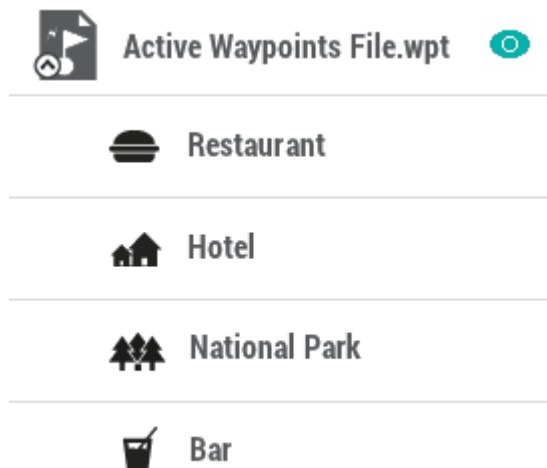 Active Waypoints File.wpt
Restaurant
Hotel
National Park
Bar